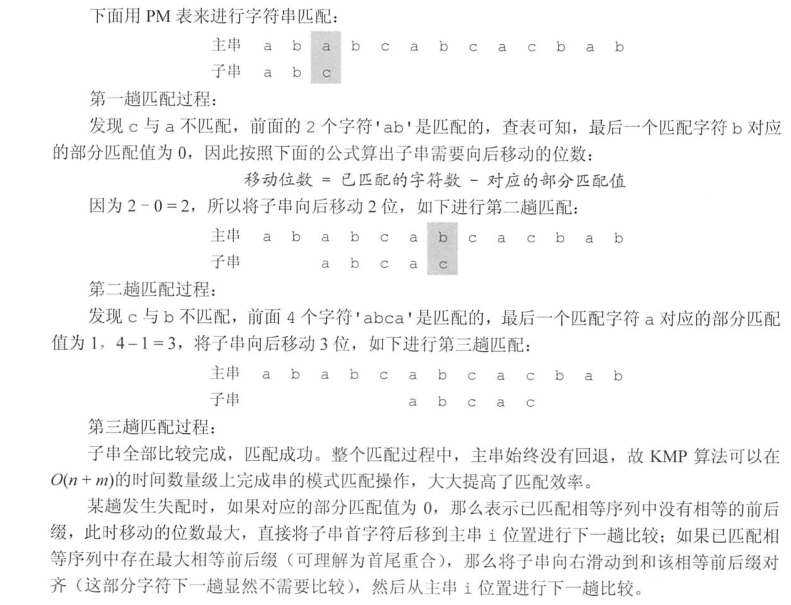 下面用 PM 表来进行字符串匹配：
主串 a b a b c a b c a c b a b
子串 a b c
第一趟匹配过程：
发现 c 与 a 不匹配，前面的 2 个字符'ab'是匹配的，查表可知，最后一个匹配字符 b 对应
的部分匹配值为 0，因此按照下面的公式算出子串需要向后移动的位数：
移动位数 = 已匹配的字符数 - 对应的部分匹配值
因为 2-0=2，所以将子串向后移动 2 位，如下进行第二趟匹配：
主串 a b a b c a b c a c b a b
子串 a b c a c
第二趟匹配过程：
发现 c 与 b 不匹配，前面 4 个字符'abca'是匹配的，最后一个匹配字符 a 对应的部分匹配
值为 1，4-1=3，将子串向后移动 3 位，如下进行第三趟匹配：
主串 a b a b c a b c a c b a b
子串 a b c a c
第三趟匹配过程：
子串全部比较完成，匹配成功。整个匹配过程中，主串始终没有回退，故 KMP 算法可以在
O(n + m)的时间数量级上完成串的模式匹配操作，大大提高了匹配效率。
某趟发生失配时，如果对应的部分匹配值为 0，那么表示已匹配相等序列中没有相等的前后
缀，此时移动的位数最大，直接将子串首字符后移到主串 i 位置进行下一趟比较；如果已匹配相
等序列中存在最大相等前后缀（可理解为首尾重合），那么将子串向右滑动到和该相等前后缀对
齐（这部分字符下一趟显然不需要比较），然后从主串 i 位置进行下一趟比较。